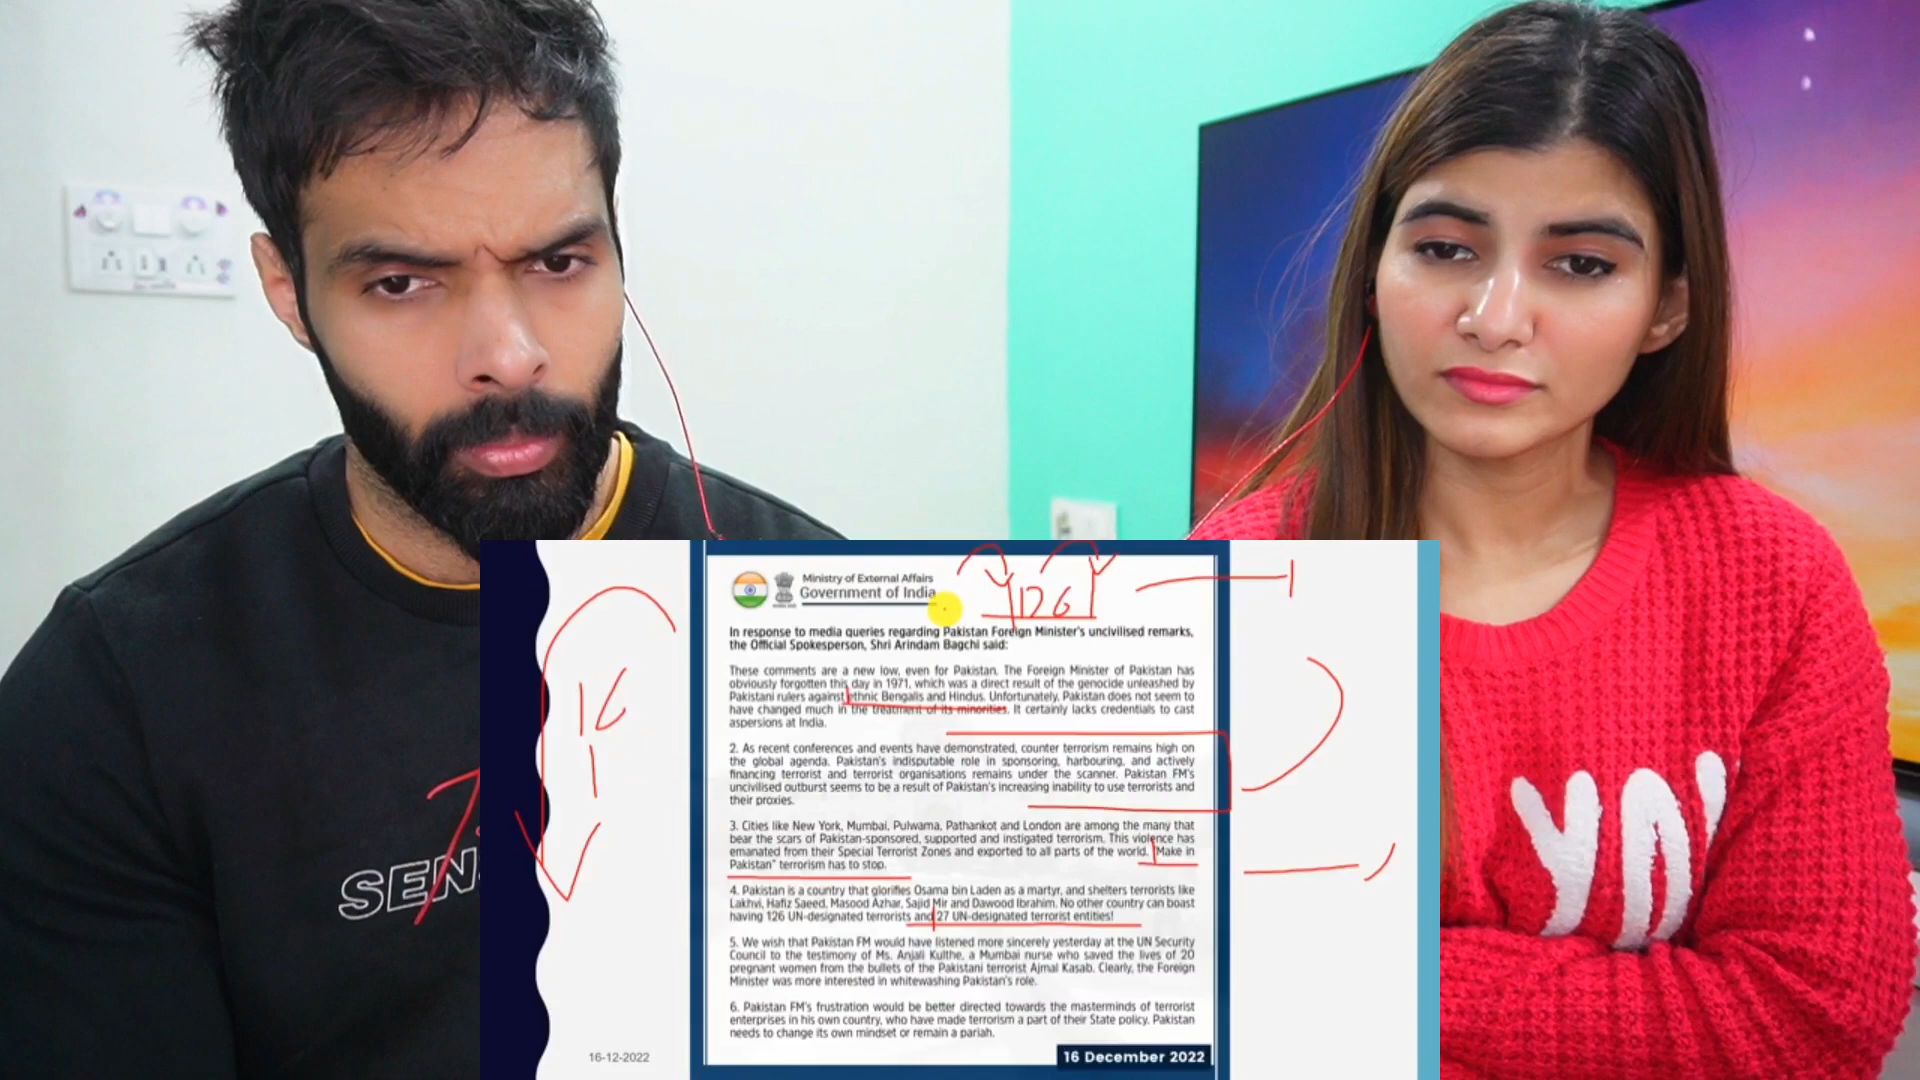 Ministry of External Affairs
Government of India
126
In response to media queries regarding Pakistan Foreign Minister's uncivilised remarks,
the Official Spokesperson, Shri Arindam Bagchi said:
These comments are a new low, even for Pakistan. The Foreign Minister of Pakistan has
obviously forgotten this day in 1971, which was a direct result of the genocide unleashed by
Pakistani rulers against ethnic Bengalis and Hindus. Unfortunately, Pakistan does not seem to
have changed much in the treatment of its minorities. It certainly lacks credentials to cast
aspersions at India.
16
2. As recent conferences and events have demonstrated, counter terrorism remains high on
the global agenda. Pakistan's indisputable role in sponsoring, harbouring, and actively
financing terrorist and terrorist organisations remains under the scanner. Pakistan FM's
uncivilised outburst seems to be a result of Pakistan's increasing inability to use terrorists and
their proxies.
3. Cities like New York, Mumbai, Pulwama, Pathankot and London are among the many that
bear the scars of Pakistan-sponsored, supported and instigated terrorism. This violence has
emanated from their Special Terrorist Zones and exported to all parts of the world. "Make in
Pakistan" terrorism has to stop.
4. Pakistan is a country that glorifies Osama bin Laden as a martyr, and shelters terrorists like
Lakhvi, Hafiz Saeed, Masood Azhar, Sajid Mir and Dawood Ibrahim. No other country can boast
having 126 UN-designated terrorists and 27 UN-designated terrorist entities!
5. We wish that Pakistan FM would have listened more sincerely yesterday at the UN Security
Council to the testimony of Ms. Anjali Kulthe, a Mumbai nurse who saved the lives of 20
pregnant women from the bullets of the Pakistani terrorist Ajmal Kasab. Clearly, the Foreign
Minister was more interested in whitewashing Pakistan's role.
6. Pakistan FM's frustration would be better directed towards the masterminds of terrorist
enterprises in his own country, who have made terrorism a part of their State policy. Pakistan
needs to change its own mindset or remain a pariah.
16-12-2022
16 December 2022
SEN
YOU